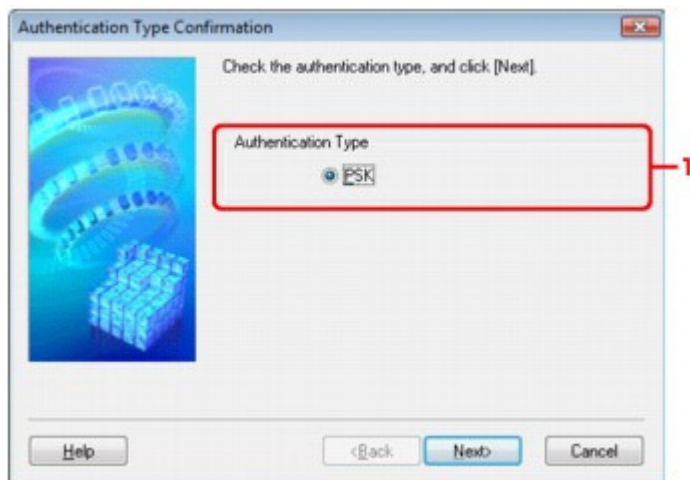 Authentication Type Confirmation
Check the authentication type, and click [Next].
Authentication Type
PSK
1
Help
<Back
Next>
Cancel